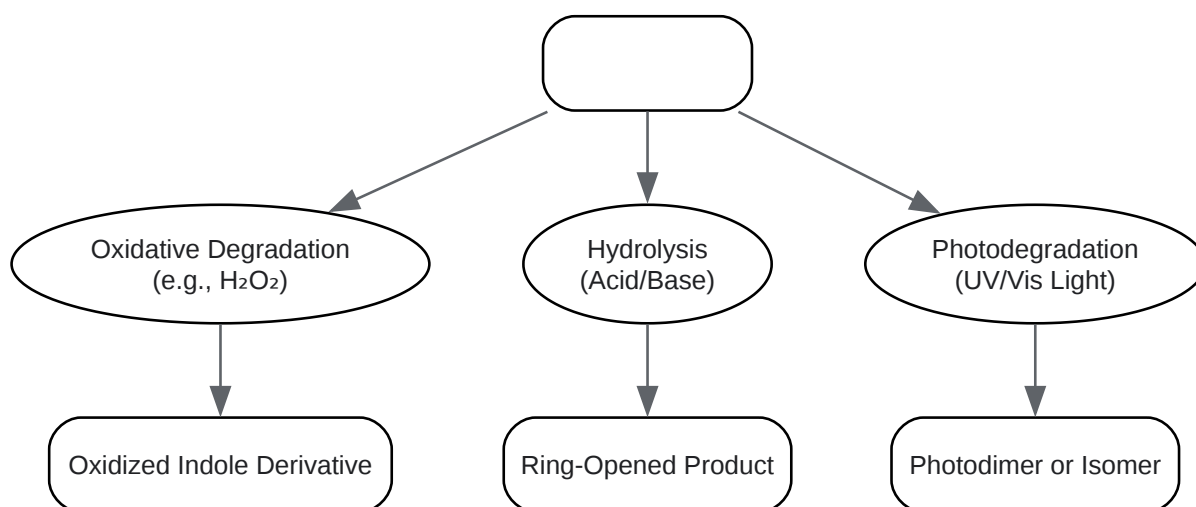 Oxidative Degradation
(e.g., H₂O₂)
Hydrolysis
(Acid/Base)
Photodegradation
(UV/Vis Light)
Oxidized Indole Derivative
Ring-Opened Product
Photodimer or Isomer